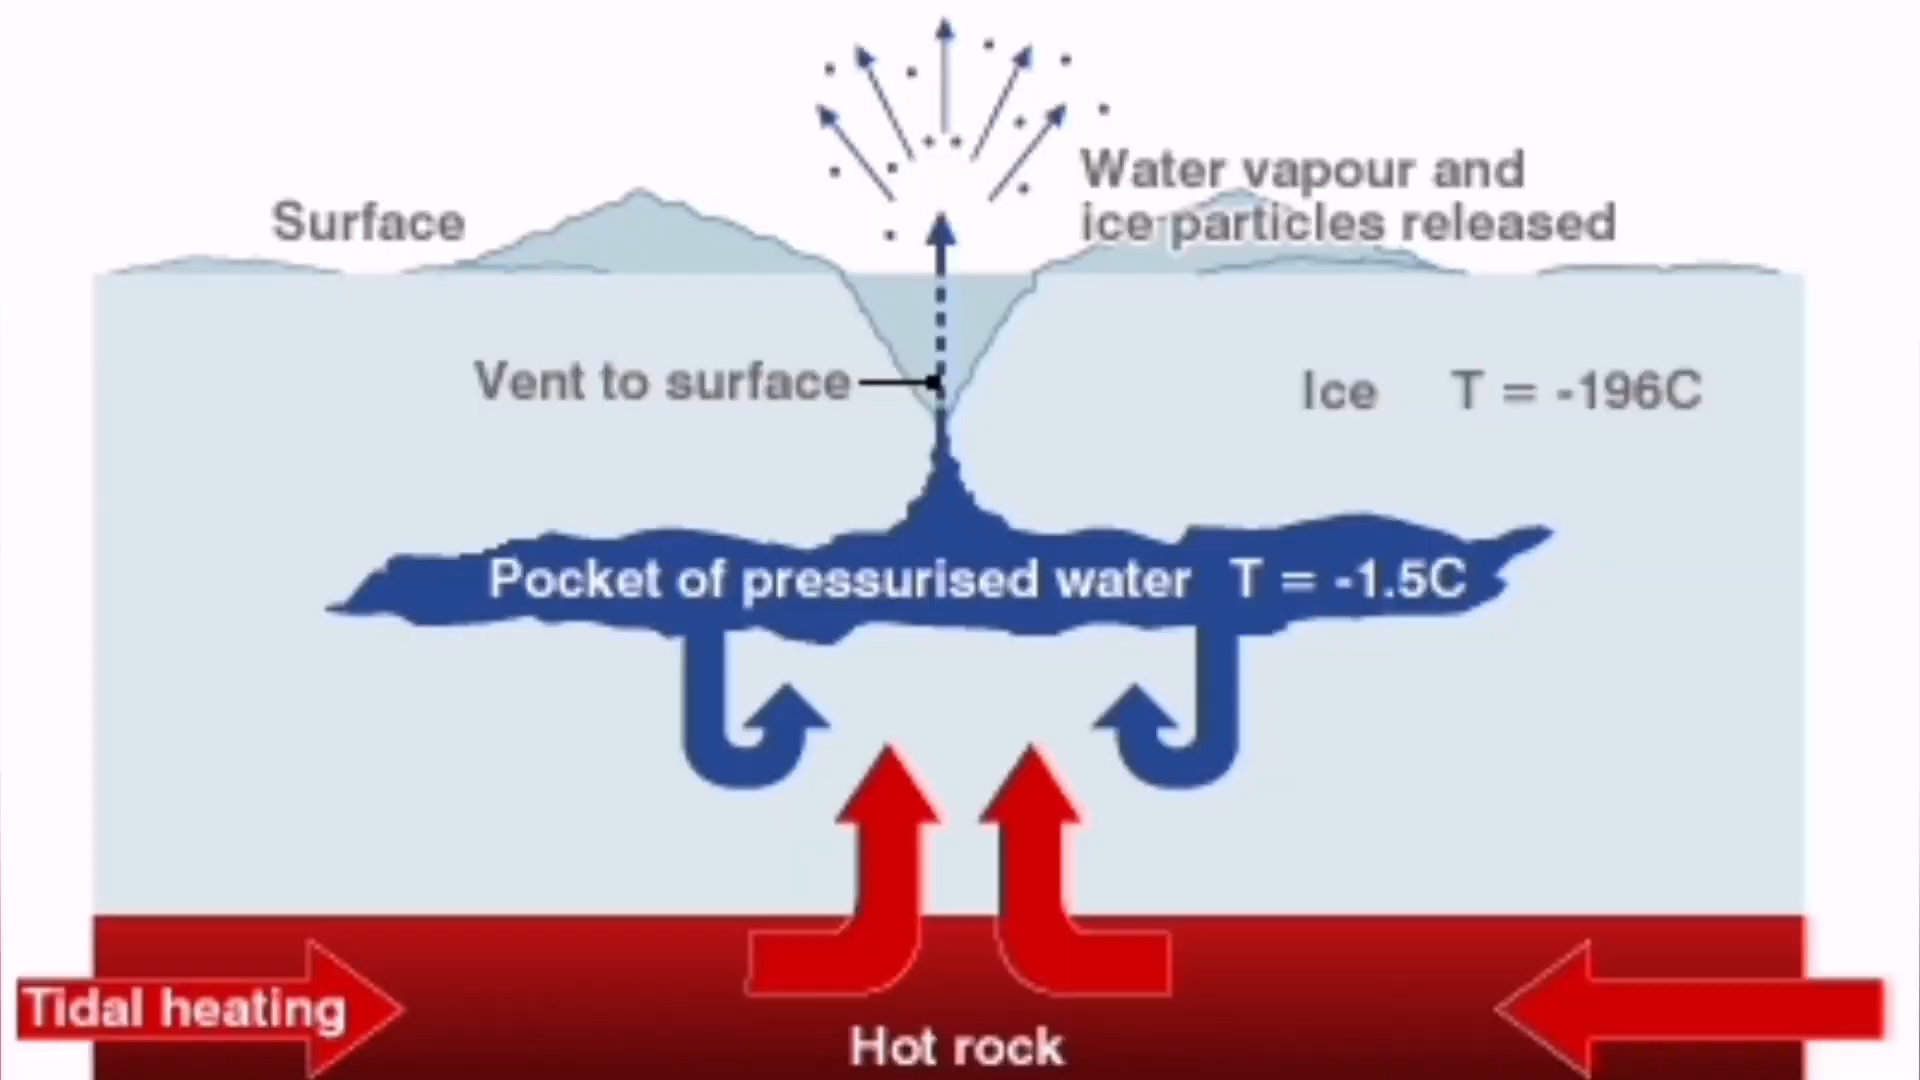 Surface
Water vapour and
ice particles released
Vent to surface
Ice T = -196C
Pocket of pressurised water T = -1.5C
Tidal heating
Hot rock